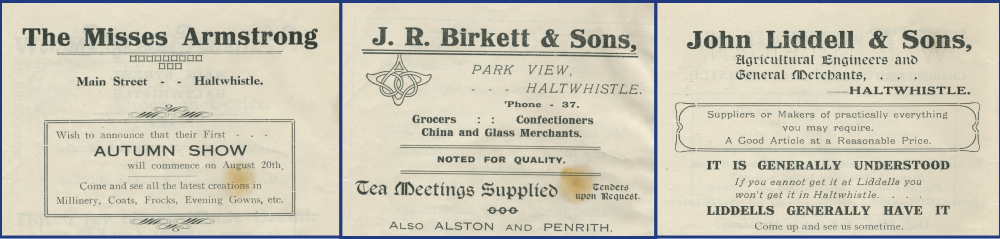 The Misses Armstrong
Main Street - - Haltwhistle.
Wish to announce that their First - - -
AUTUMN SHOW
will commence on August 20th,
Come and see all the latest creations in
Millinery, Coats, Frocks, Evening Gowns, etc.
J. R. Birkett & Sons,
PARK VIEW,
- - - HALTWHISTLE.
'Phone - 37.
Grocers : : Confectioners
China and Glass Merchants.
NOTED FOR QUALITY.
Tea Meetings Supplied Tenders
upon Request.
Also ALSTON AND PENRITH.
John Liddell & Sons,
Agricultural Engineers and
General Merchants, . . . .
HALTWHISTLE.
Suppliers or Makers of practically everything
you may require.
A Good Article at a Reasonable Price.
IT IS GENERALLY UNDERSTOOD
If you cannot get it at Liddells you
won't get it in Haltwhistle. . . . .
LIDDELLS GENERALLY HAVE IT
Come up and see us sometime.